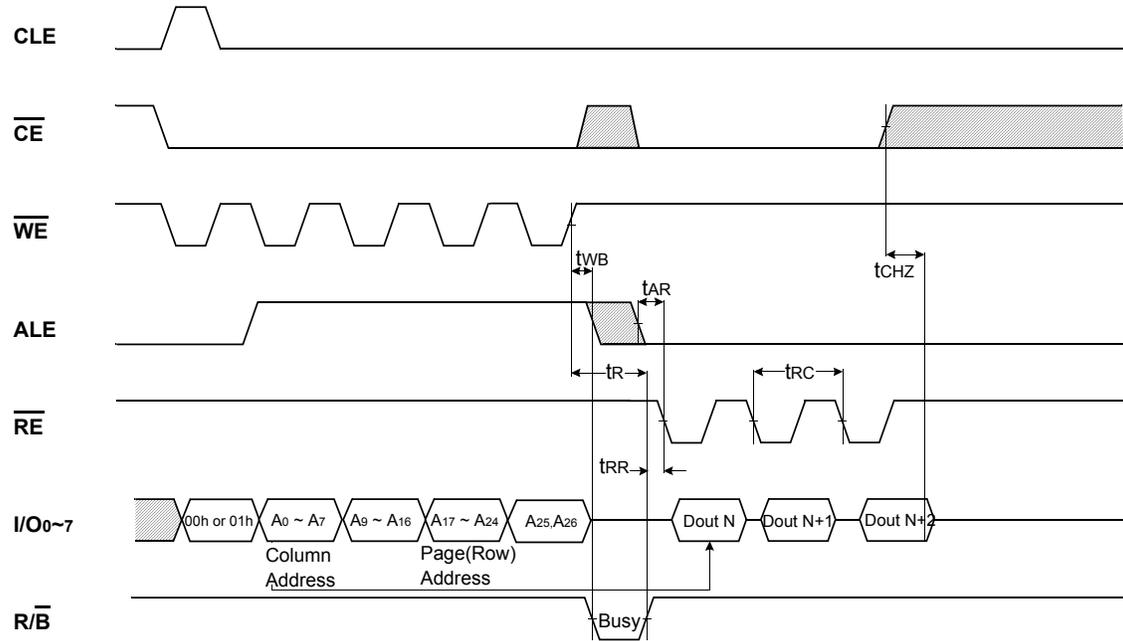 CLE
CE
WE
tWB
tCHZ
tAR
ALE
tR
tRC
RE
tRR
I/O0~7
00h or 01h
A0 ~ A7
A9 ~ A16
A17 ~ A24
A25,A26
Dout N
Dout N+1
Dout N+2
Column
Address
Page(Row)
Address
R/B
Busy